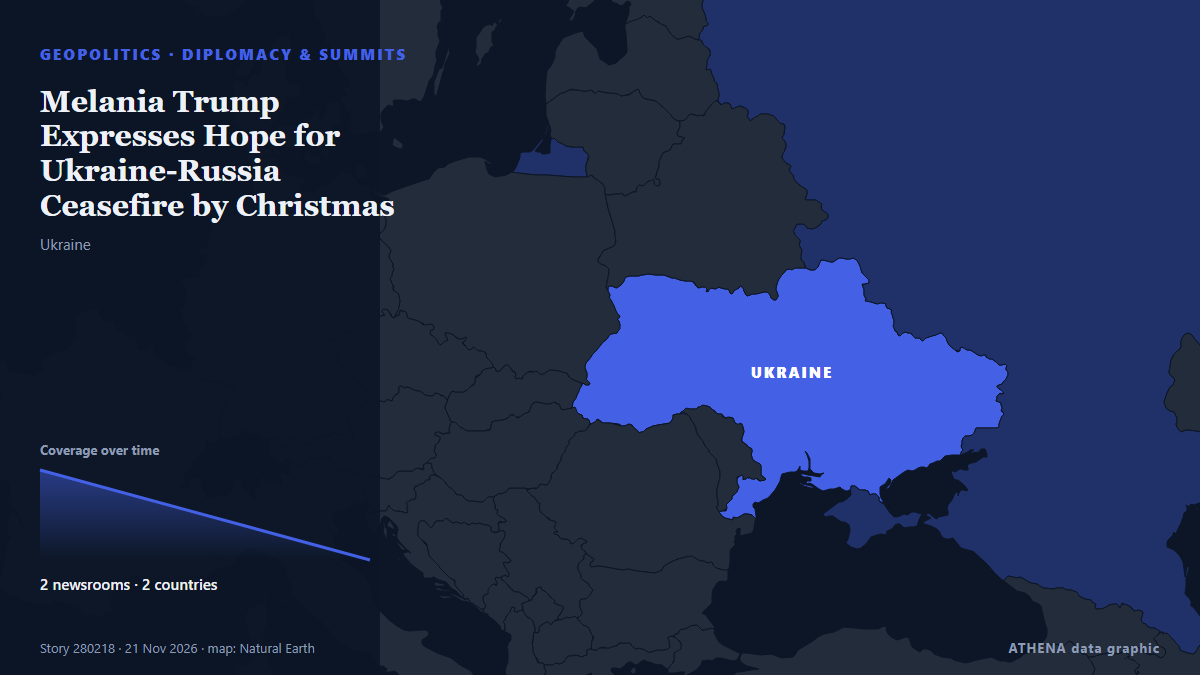 GEOPOLITICS · DIPLOMACY & SUMMITS
Melania Trump
Expresses Hope for
Ukraine-Russia
Ceasefire by Christmas
Ukraine
UKRAINE
Coverage over time
2 newsrooms · 2 countries
Story 280218 · 21 Nov 2026 · map: Natural Earth
ATHENA data graphic